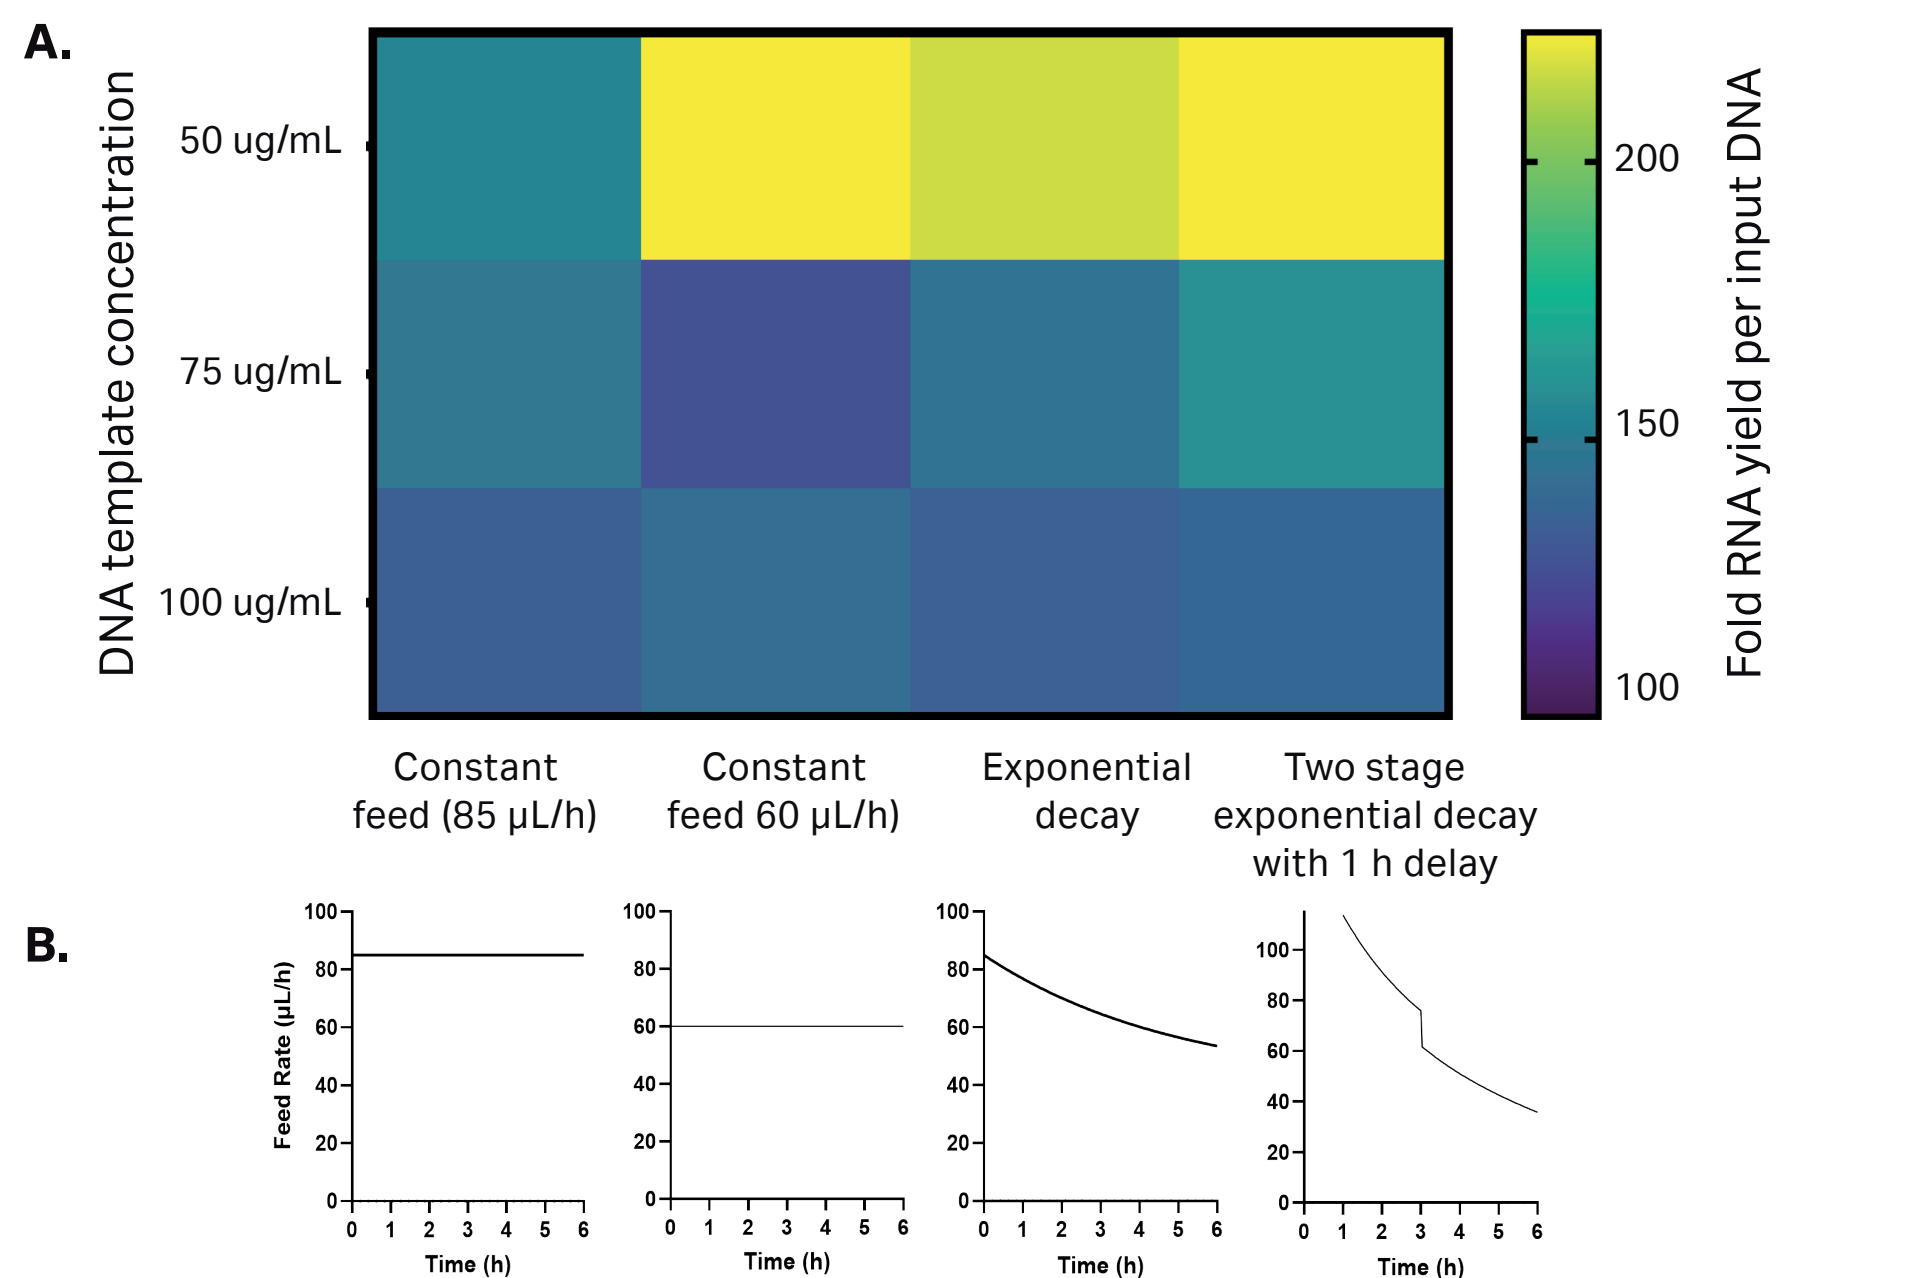 A.
DNA template concentration
50 ug/mL
75 ug/mL
100 ug/mL
200
150
100
Fold RNA yield per input DNA
Constant
feed (85 µL/h)
Constant
feed 60 µL/h)
Exponential
decay
Two stage
exponential decay
with 1 h delay
B.
Feed Rate (µL/h)
100
80
60
40
20
0
0 1 2 3 4 5 6
Time (h)
100
80
60
40
20
0
0 1 2 3 4 5 6
Time (h)
100
80
60
40
20
0
0 1 2 3 4 5 6
Time (h)
100
80
60
40
20
0
0 1 2 3 4 5 6
Time (h)